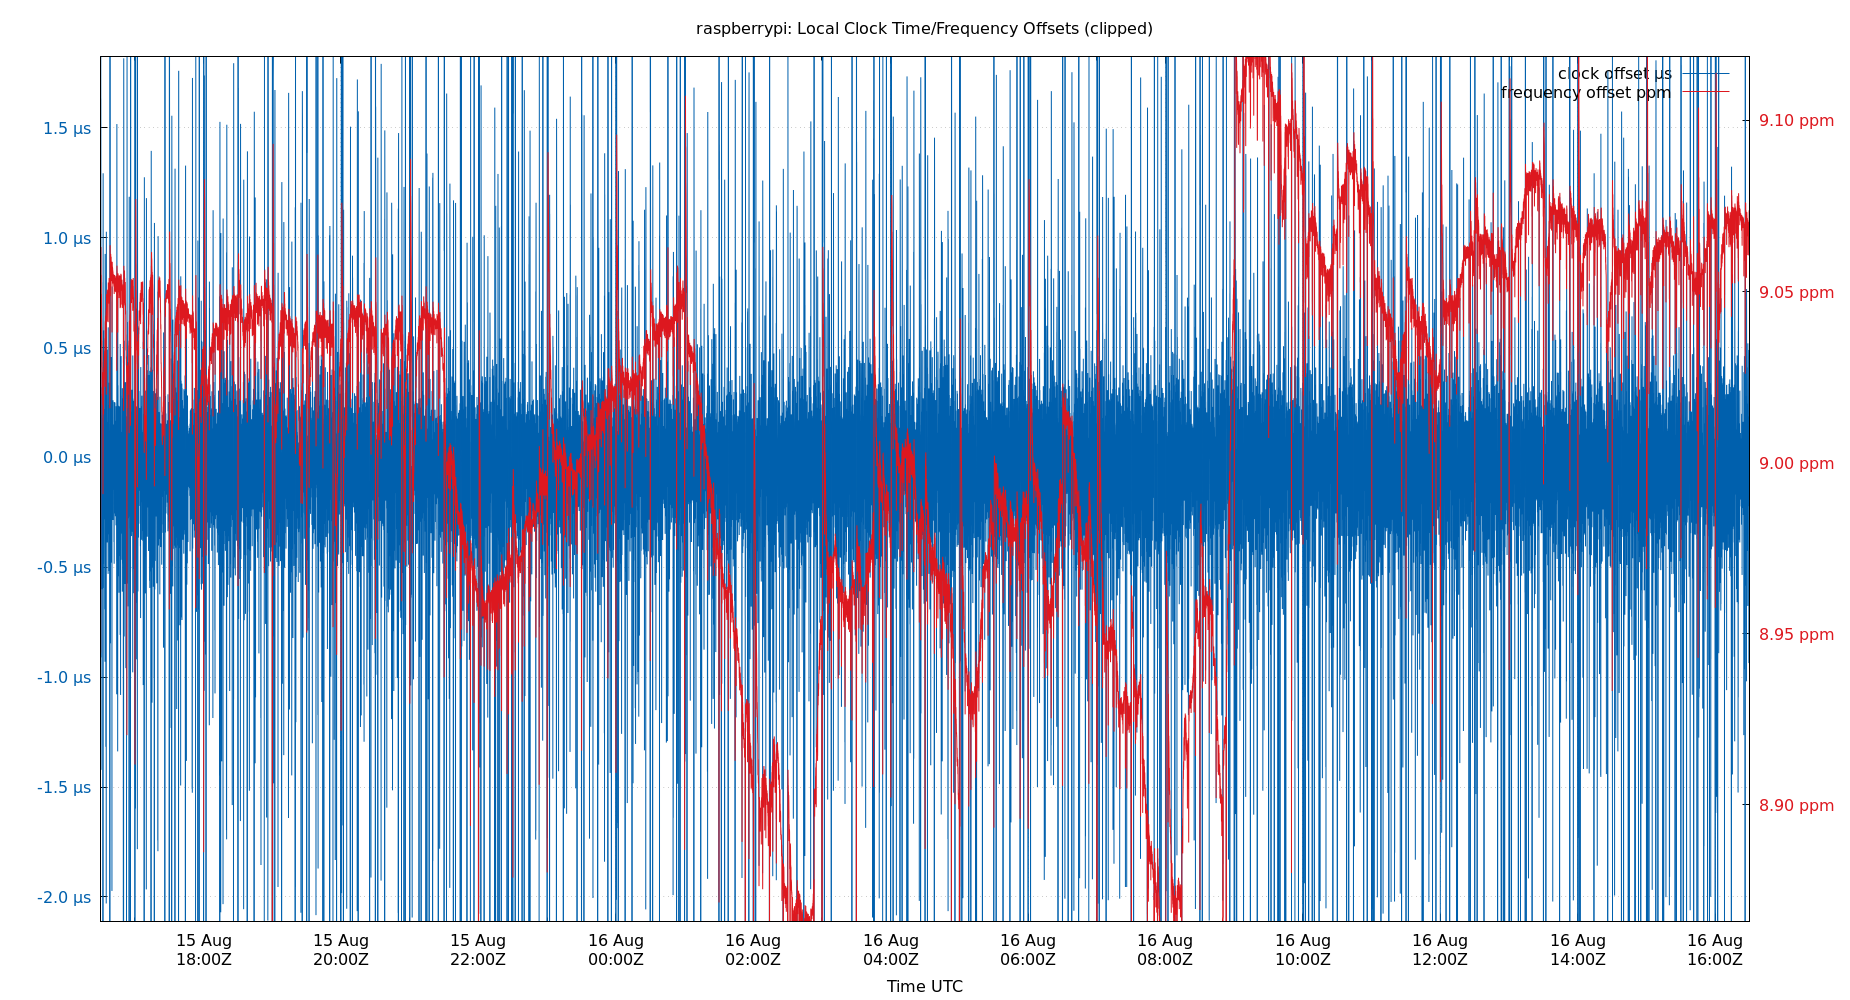 raspberrypi: Local Clock Time/Frequency Offsets (clipped)
clock offset µs
frequency offset ppm
1.5 µs
1.0 µs
0.5 µs
0.0 µs
-0.5 µs
-1.0 µs
-1.5 µs
-2.0 µs
9.10 ppm
9.05 ppm
9.00 ppm
8.95 ppm
8.90 ppm
15 Aug 15 Aug 15 Aug 16 Aug 16 Aug 16 Aug 16 Aug 16 Aug 16 Aug 16 Aug 16 Aug 16 Aug
18:00Z 20:00Z 22:00Z 00:00Z 02:00Z 04:00Z 06:00Z 08:00Z 10:00Z 12:00Z 14:00Z 16:00Z
Time UTC